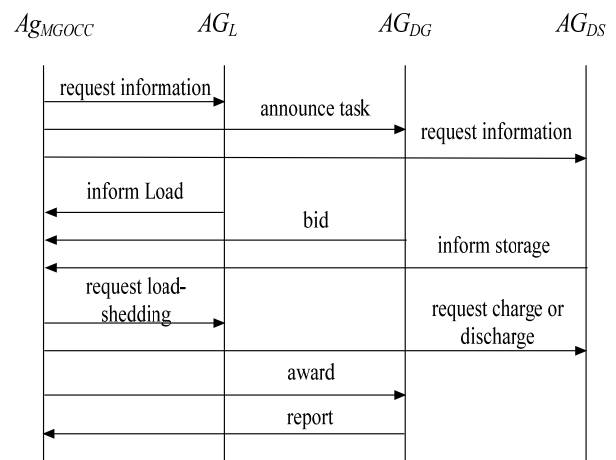 Ag_MGOCC AG_L AG_DG AG_DS
request information
announce task
request information
inform Load
bid
inform storage
request load-
shedding
request charge or
discharge
award
report